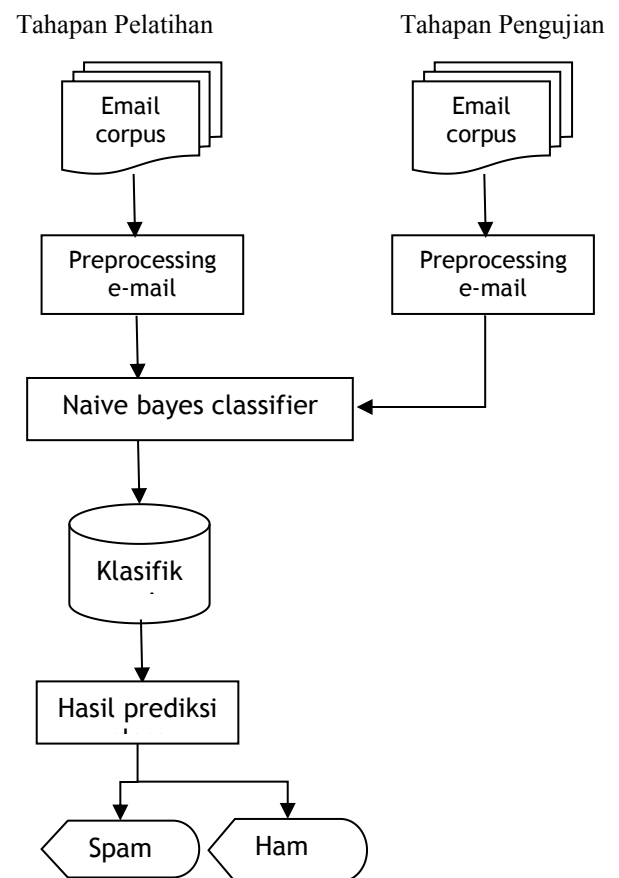 Tahapan Pelatihan
Tahapan Pengujian
Email
corpus
Email
corpus
Preprocessing
e-mail
Preprocessing
e-mail
Naive bayes classifier
Klasifik
Hasil prediksi
Spam
Ham